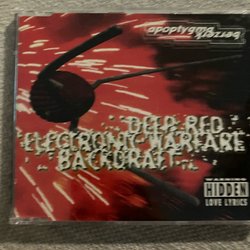 apoptygma
berzerk
DEEP RED
ELECTRONIC WARFARE
BACKDRAFT
WARNING
HIDDEN
LOVE LYRICS